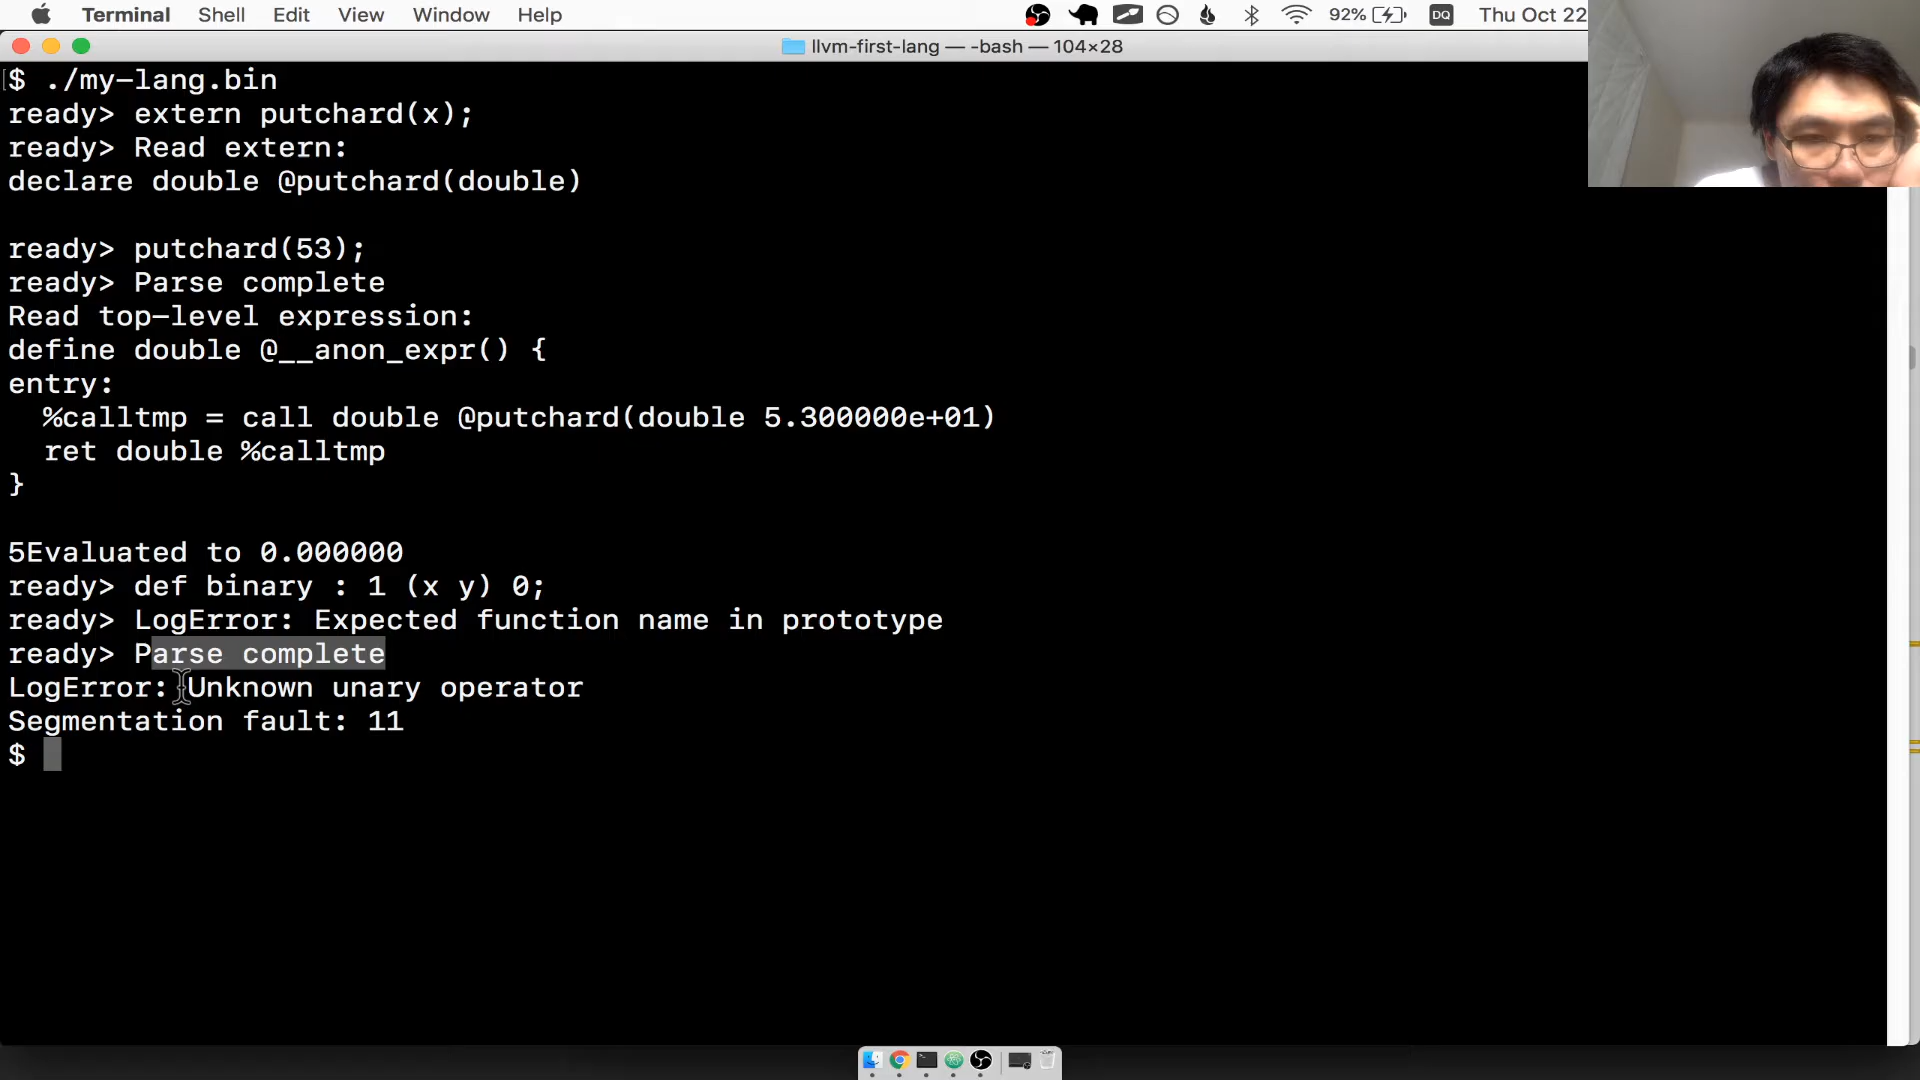 Terminal Shell Edit View Window Help 92% DQ Thu Oct 22
llvm-first-lang — -bash — 104×28
$ ./my-lang.bin
ready> extern putchard(x);
ready> Read extern:
declare double @putchard(double)
ready> putchard(53);
ready> Parse complete
Read top-level expression:
define double @__anon_expr() {
entry:
  %calltmp = call double @putchard(double 5.300000e+01)
  ret double %calltmp
}
5Evaluated to 0.000000
ready> def binary : 1 (x y) 0;
ready> LogError: Expected function name in prototype
ready> Parse complete
LogError: Unknown unary operator
Segmentation fault: 11
$